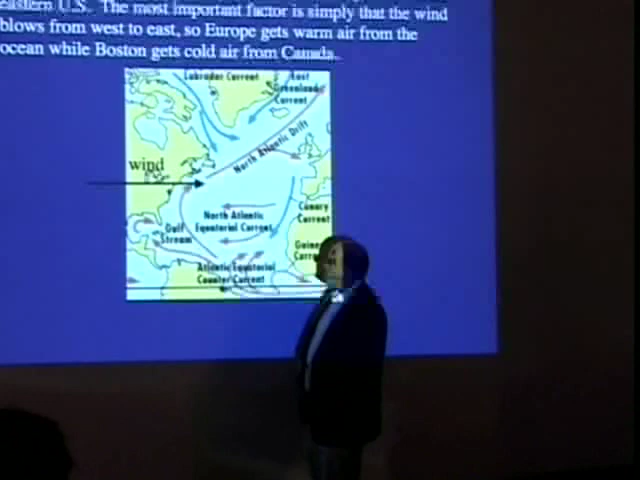 eastern U.S. The most important factor is simply that the wind
blows from west to east, so Europe gets warm air from the
ocean while Boston gets cold air from Canada.
Labrador Current
East
Greenland
Current
North Atlantic Drift
wind
Canary
Current
North Atlantic
Equatorial Current
Gulf
Stream
Atlantic Equatorial
Counter Current